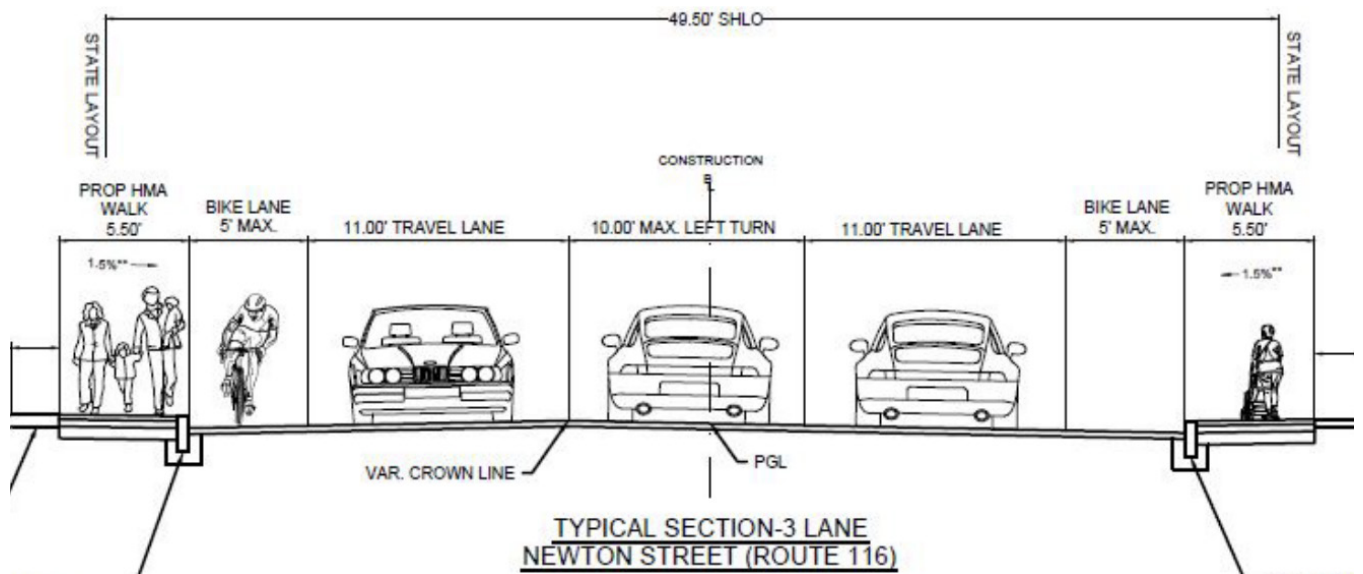 49.50' SHLO
STATE LAYOUT
STATE LAYOUT
CONSTRUCTION
BL
PROP HMA
WALK
5.50'
BIKE LANE
5' MAX.
11.00' TRAVEL LANE
10.00' MAX. LEFT TURN
11.00' TRAVEL LANE
BIKE LANE
5' MAX.
PROP HMA
WALK
5.50'
1.5%**
1.5%**
VAR. CROWN LINE
PGL
TYPICAL SECTION-3 LANE
NEWTON STREET (ROUTE 116)